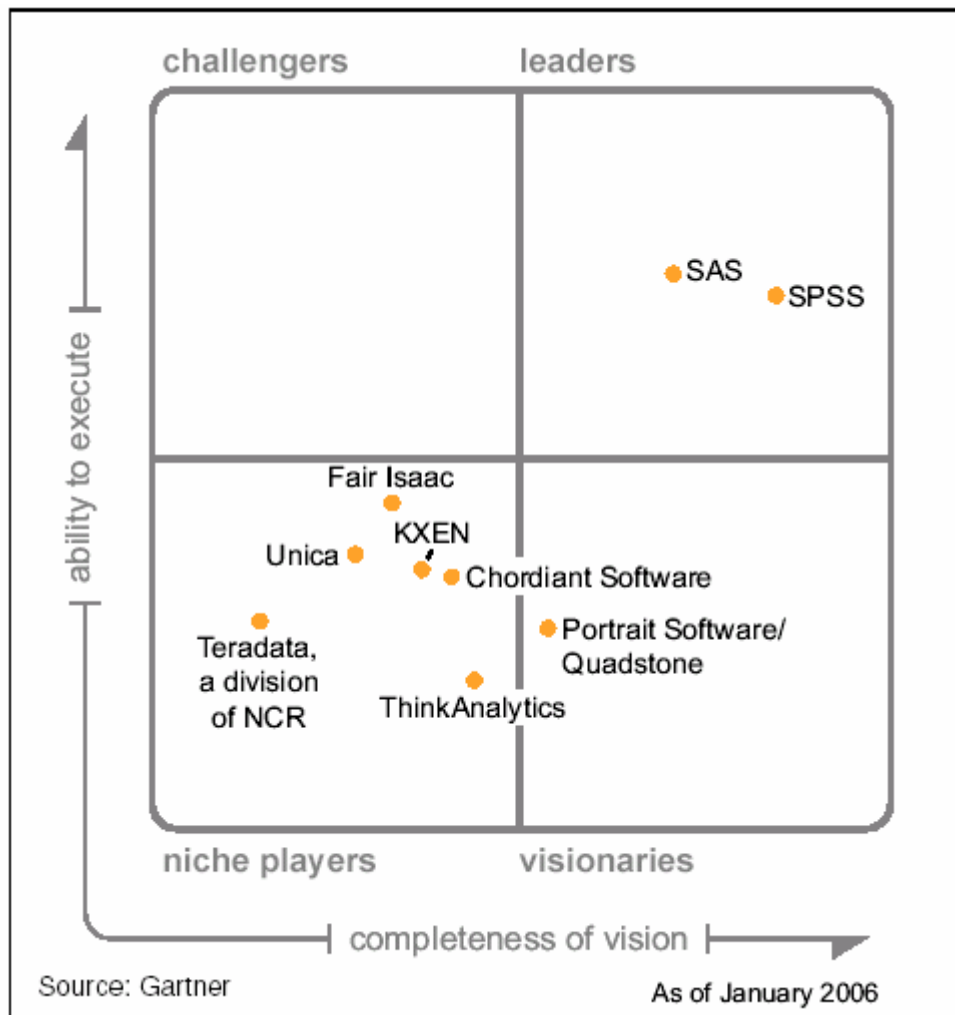 challengers
leaders
SAS
SPSS
ability to execute
Fair Isaac
KXEN
Unica
Chordiant Software
Teradata,
a division
of NCR
Portrait Software/
Quadstone
ThinkAnalytics
niche players
visionaries
completeness of vision
Source: Gartner
As of January 2006